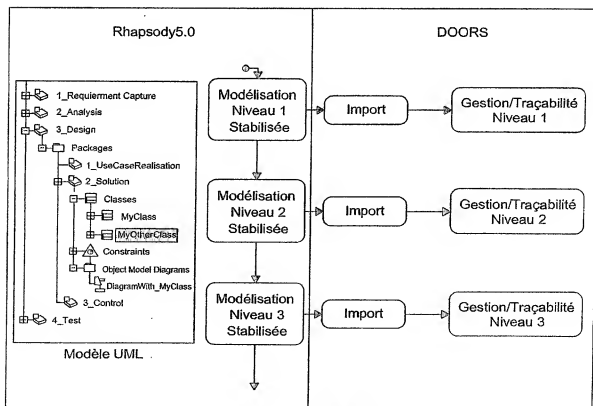 Rhapsody5.0
DOORS
1_Requierment Capture
2_Analysis
3_Design
Packages
1_UseCaseRealisation
2_Solution
Classes
MyClass
MyOtherClass
Constraints
Object Model Diagrams
DiagramWith_MyClass
3_Control
4_Test
Modèle UML
Modélisation
Niveau 1
Stabilisée
Import
Gestion/Traçabilité
Niveau 1
Modélisation
Niveau 2
Stabilisée
Import
Gestion/Traçabilité
Niveau 2
Modélisation
Niveau 3
Stabilisée
Import
Gestion/Traçabilité
Niveau 3